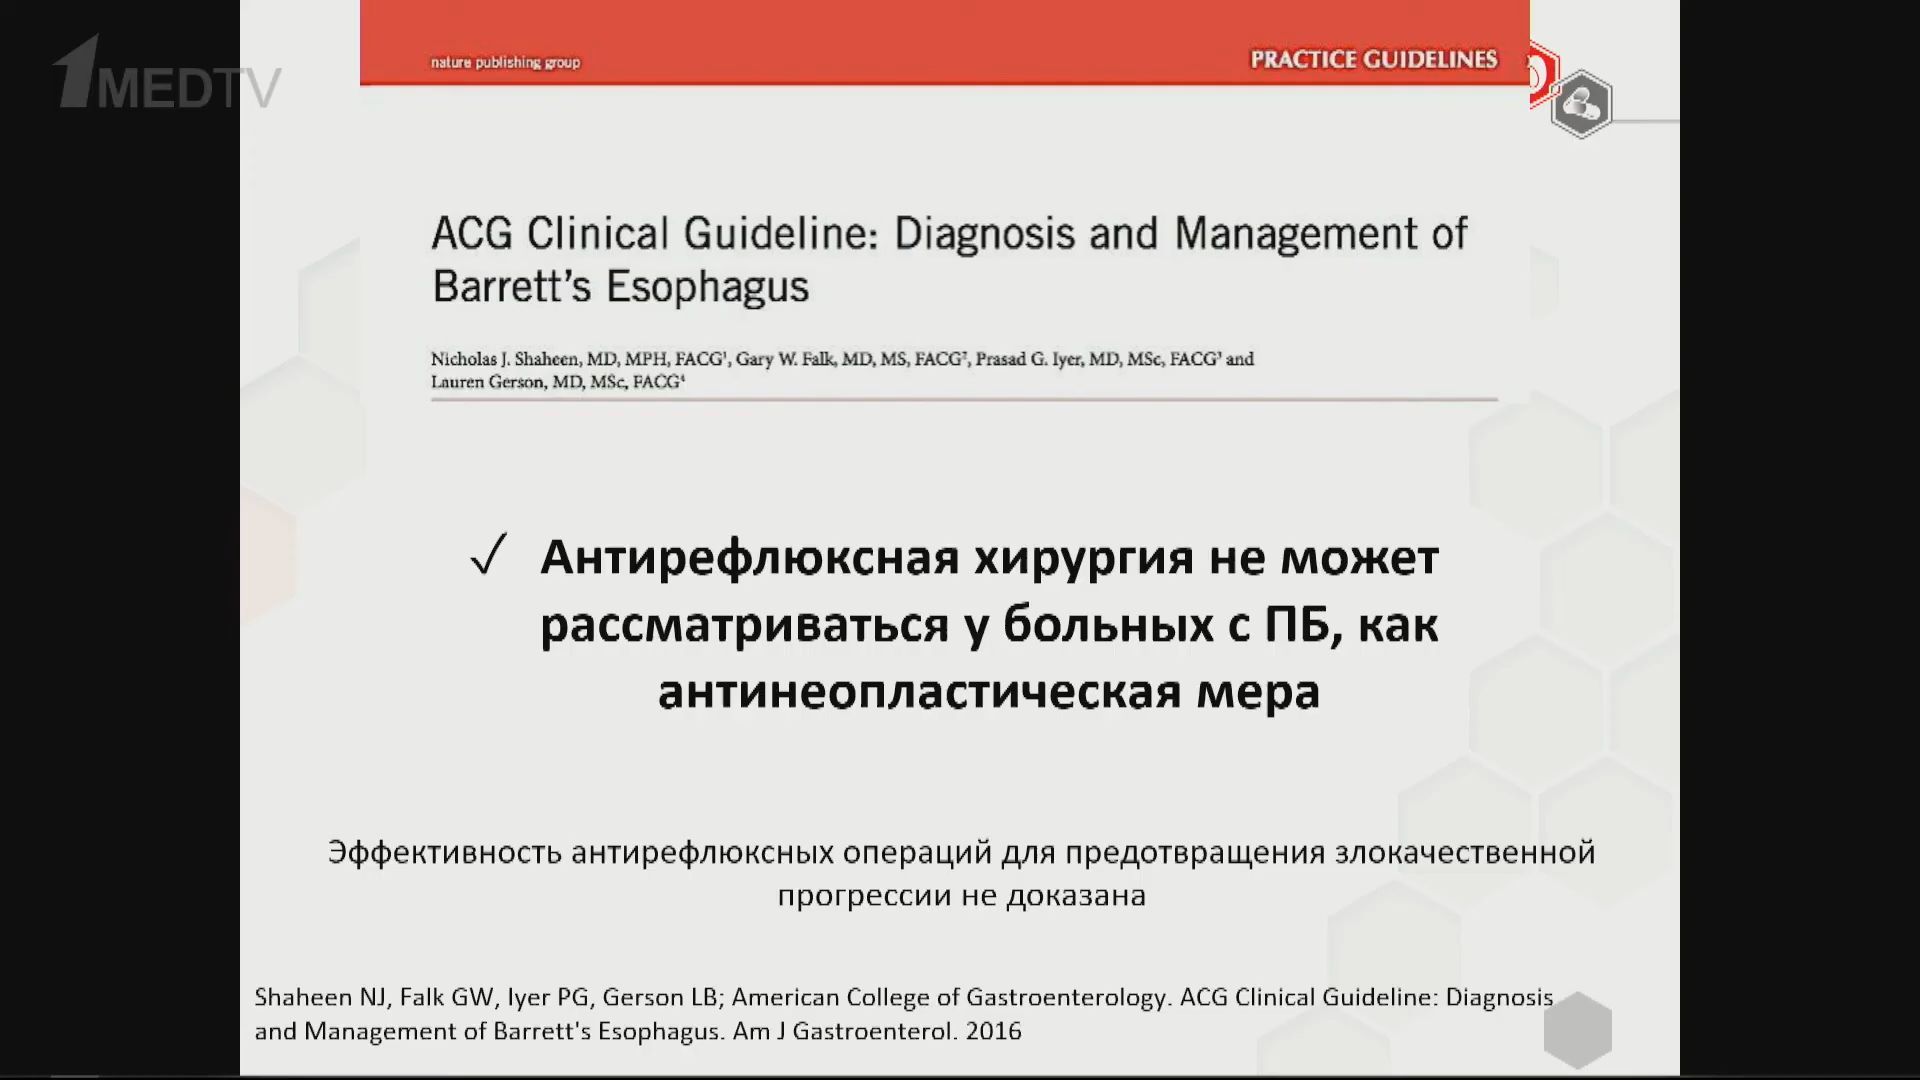 1MEDTV
nature publishing group
PRACTICE GUIDELINES
ACG Clinical Guideline: Diagnosis and Management of
Barrett’s Esophagus
Nicholas J. Shaheen, MD, MPH, FACG¹, Gary W. Falk, MD, MS, FACG², Prasad G. Iyer, MD, MSc, FACG³ and
Lauren Gerson, MD, MSc, FACG⁴
✓ Антирефлюксная хирургия не может
рассматриваться у больных с ПБ, как
антинеопластическая мера
Эффективность антирефлюксных операций для предотвращения злокачественной
прогрессии не доказана
Shaheen NJ, Falk GW, Iyer PG, Gerson LB; American College of Gastroenterology. ACG Clinical Guideline: Diagnosis
and Management of Barrett's Esophagus. Am J Gastroenterol. 2016